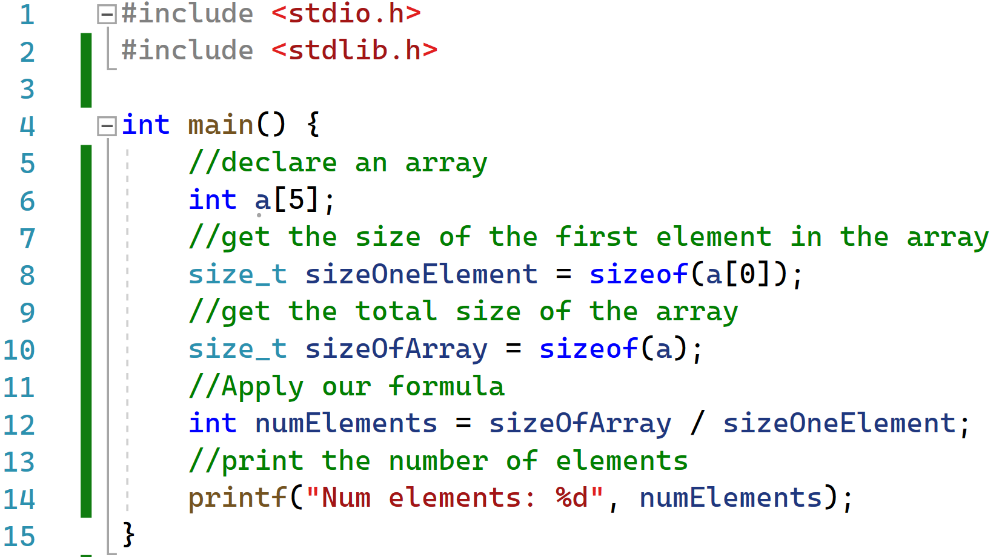 1 #include <stdio.h>
2 #include <stdlib.h>
3
4 int main() {
5 //declare an array
6 int a[5];
7 //get the size of the first element in the array
8 size_t sizeOneElement = sizeof(a[0]);
9 //get the total size of the array
10 size_t sizeOfArray = sizeof(a);
11 //Apply our formula
12 int numElements = sizeOfArray / sizeOneElement;
13 //print the number of elements
14 printf("Num elements: %d", numElements);
15 }